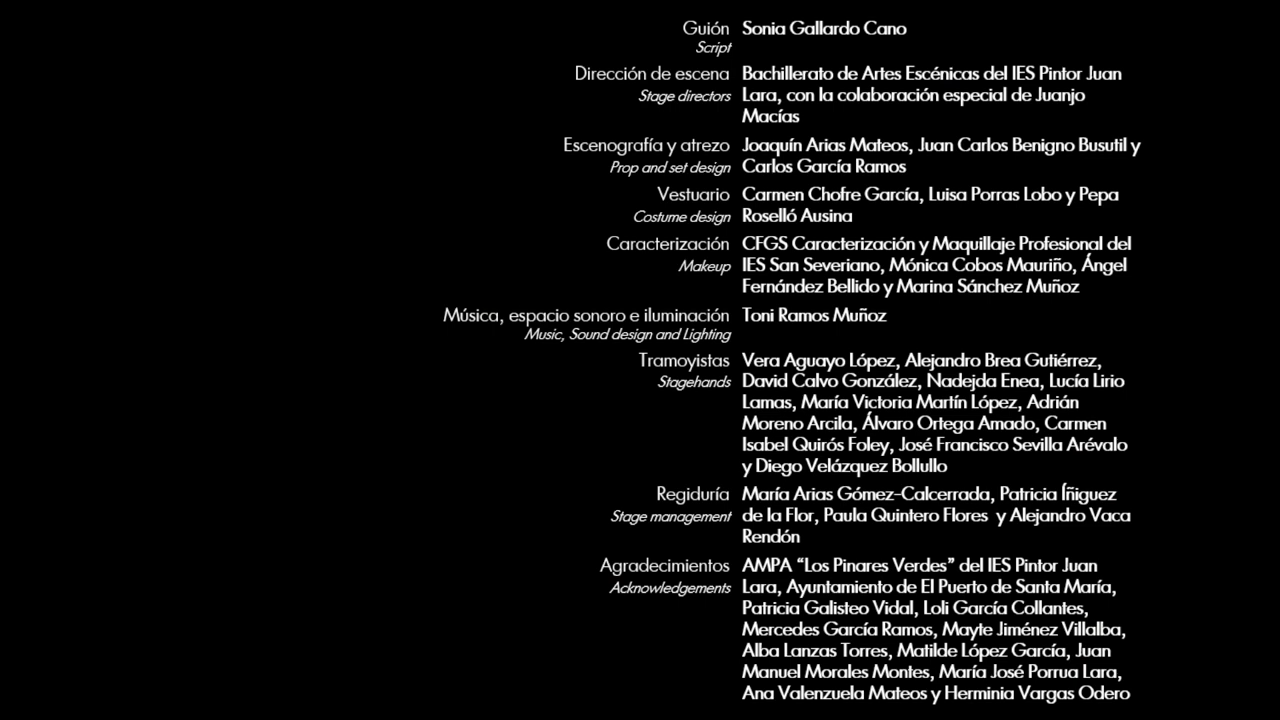 Guión Sonia Gallardo Cano
Script
Dirección de escena Bachillerato de Artes Escénicas del IES Pintor Juan
Stage directors Lara, con la colaboración especial de Juanjo
Macías
Escenografía y atrezo Joaquín Arias Mateos, Juan Carlos Benigno Busutil y
Prop and set design Carlos García Ramos
Vestuario Carmen Chofre García, Luisa Porras Lobo y Pepa
Costume design Roselló Ausina
Caracterización CFGS Caracterización y Maquillaje Profesional del
Makeup IES San Severiano, Mónica Cobos Mauriño, Ángel
Fernández Bellido y Marina Sánchez Muñoz
Música, espacio sonoro e iluminación Toni Ramos Muñoz
Music, Sound design and Lighting
Tramoyistas Vera Aguayo López, Alejandro Brea Gutiérrez,
Stagehands David Calvo González, Nadejda Enea, Lucía Lirio
Lamas, María Victoria Martín López, Adrián
Moreno Arcila, Álvaro Ortega Amado, Carmen
Isabel Quirós Foley, José Francisco Sevilla Arévalo
y Diego Velázquez Bollullo
Regiduría María Arias Gómez-Calcerrada, Patricia Íñiguez
Stage management de la Flor, Paula Quintero Flores y Alejandro Vaca
Rendón
Agradecimientos AMPA “Los Pinares Verdes” del IES Pintor Juan
Acknowledgements Lara, Ayuntamiento de El Puerto de Santa María,
Patricia Galisteo Vidal, Loli García Collantes,
Mercedes García Ramos, Mayte Jiménez Villalba,
Alba Lanzas Torres, Matilde López García, Juan
Manuel Morales Montes, María José Porrua Lara,
Ana Valenzuela Mateos y Herminia Vargas Odero